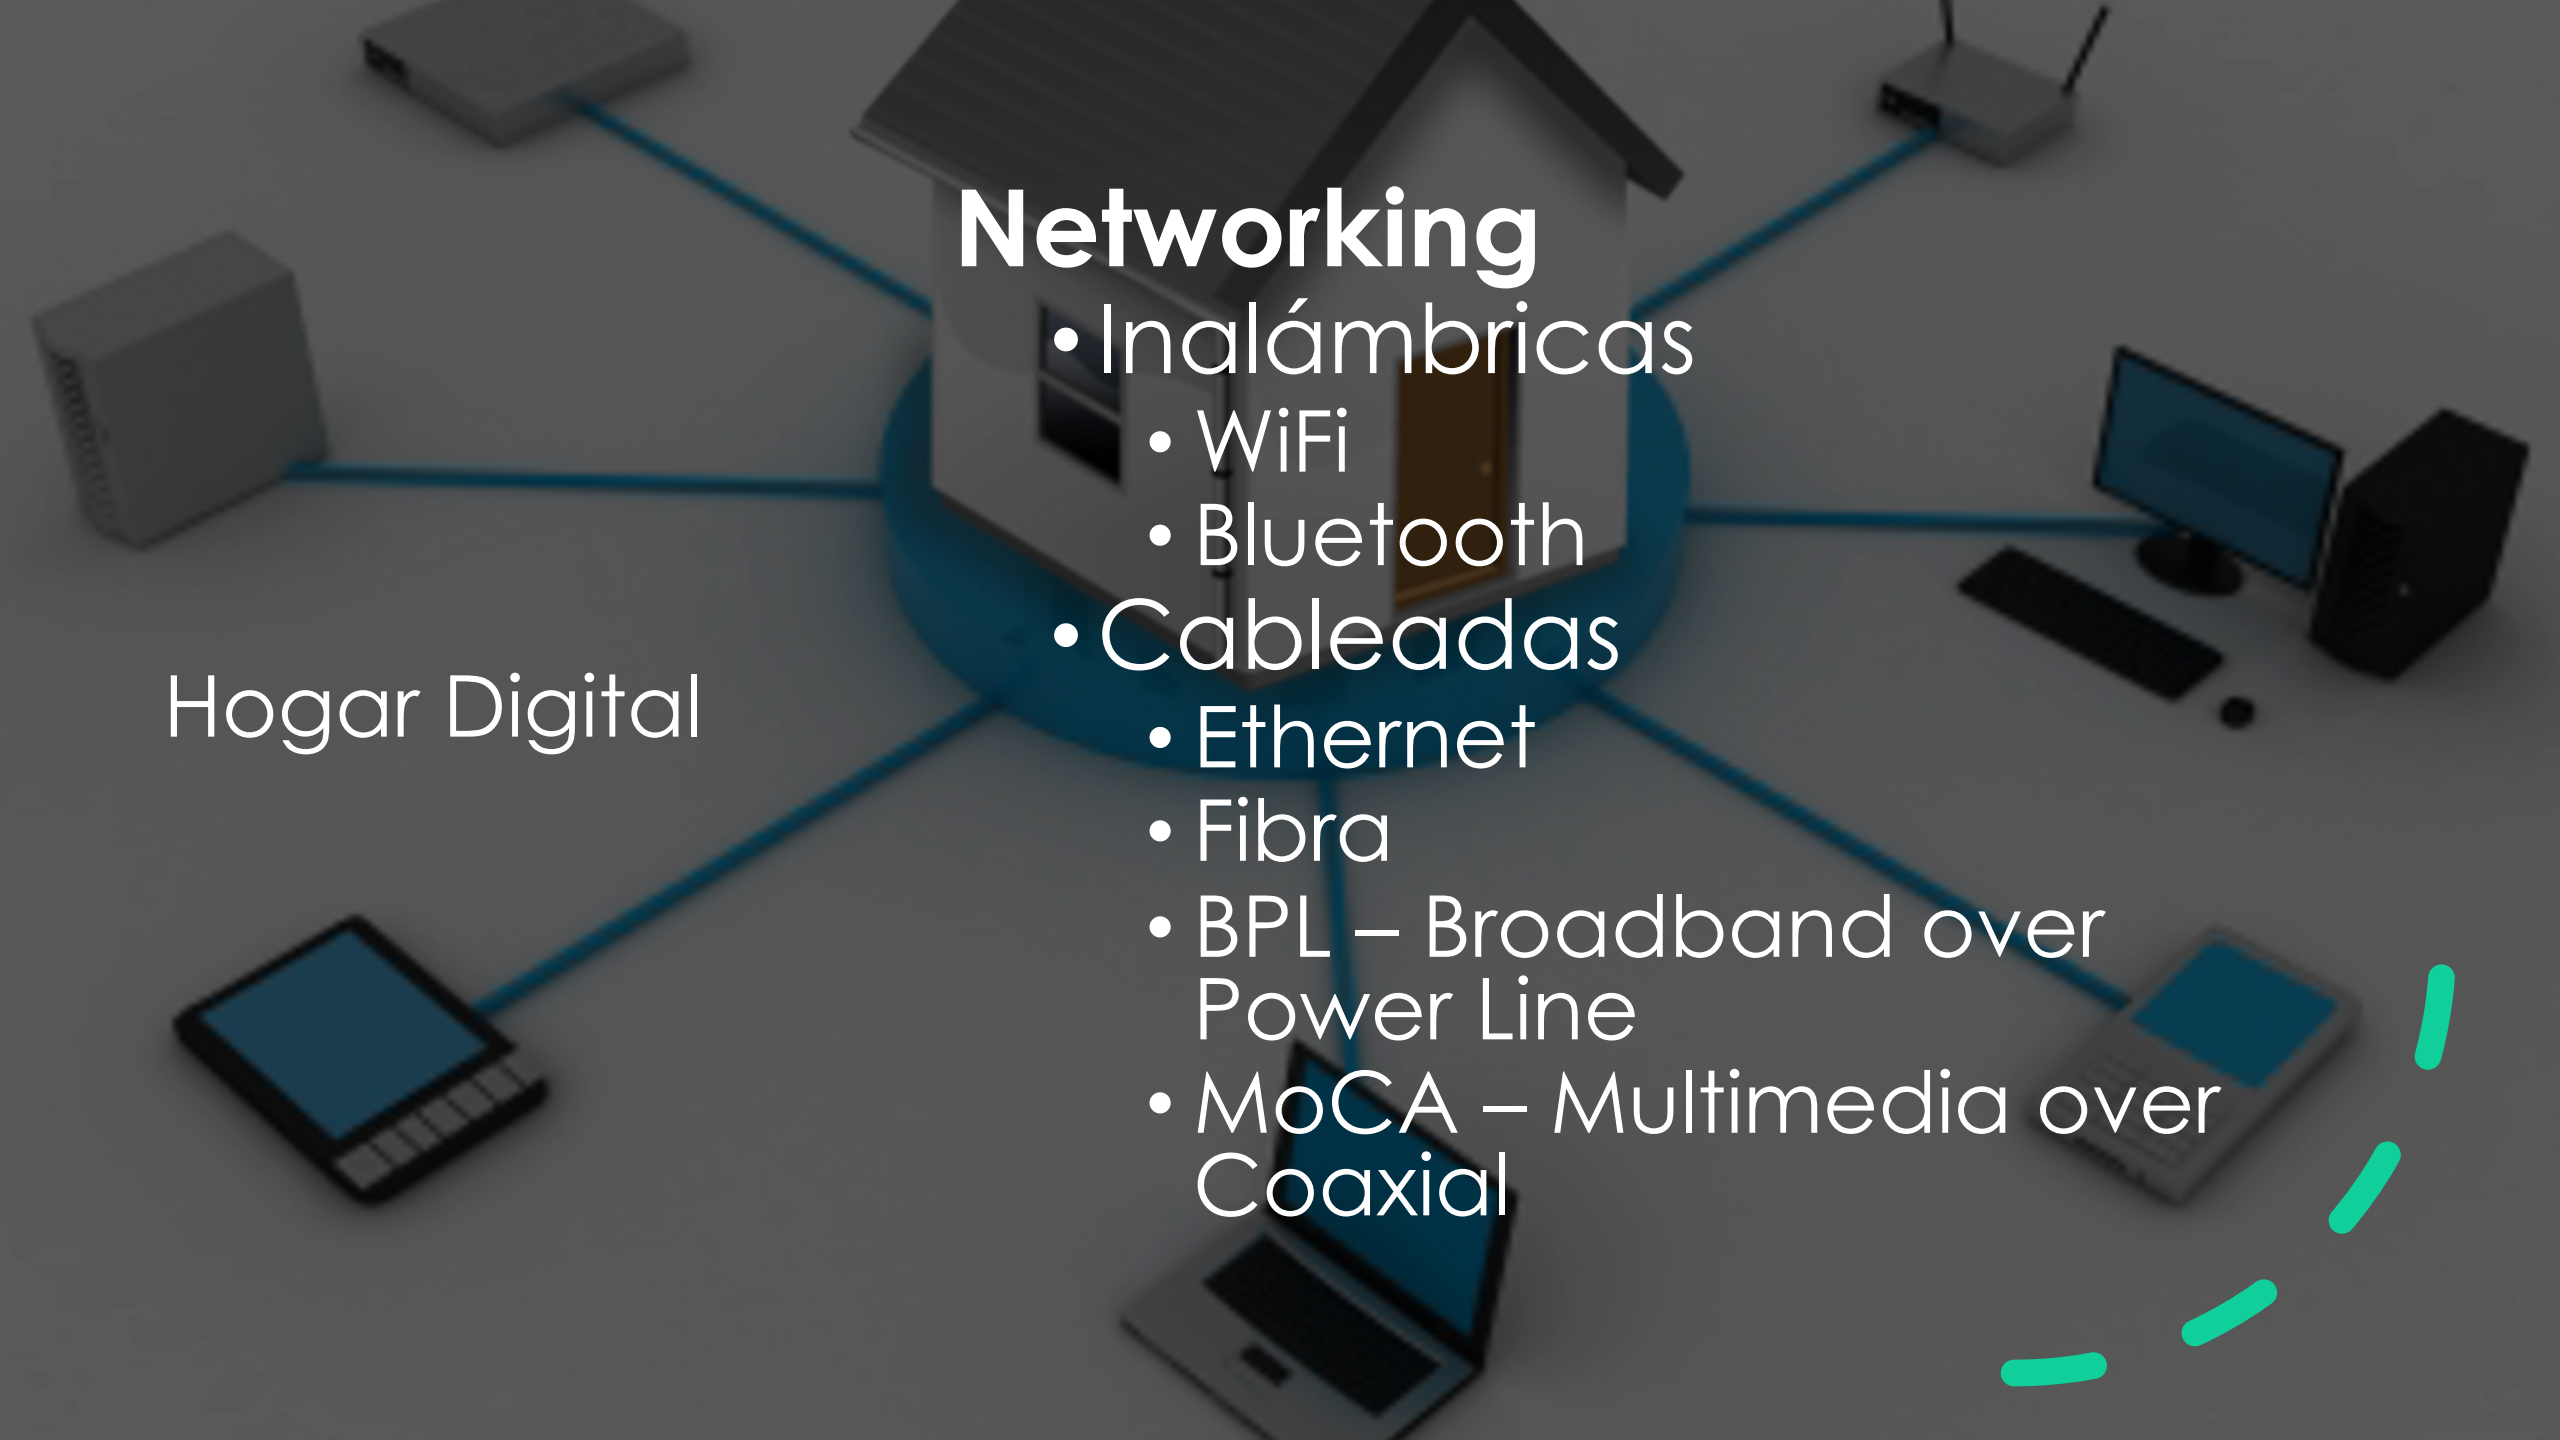 Hogar Digital
Networking
• Inalámbricas
• WiFi
• Bluetooth
• Cableadas
• Ethernet
• Fibra
• BPL – Broadband over
Power Line
• MoCA – Multimedia over
Coaxial